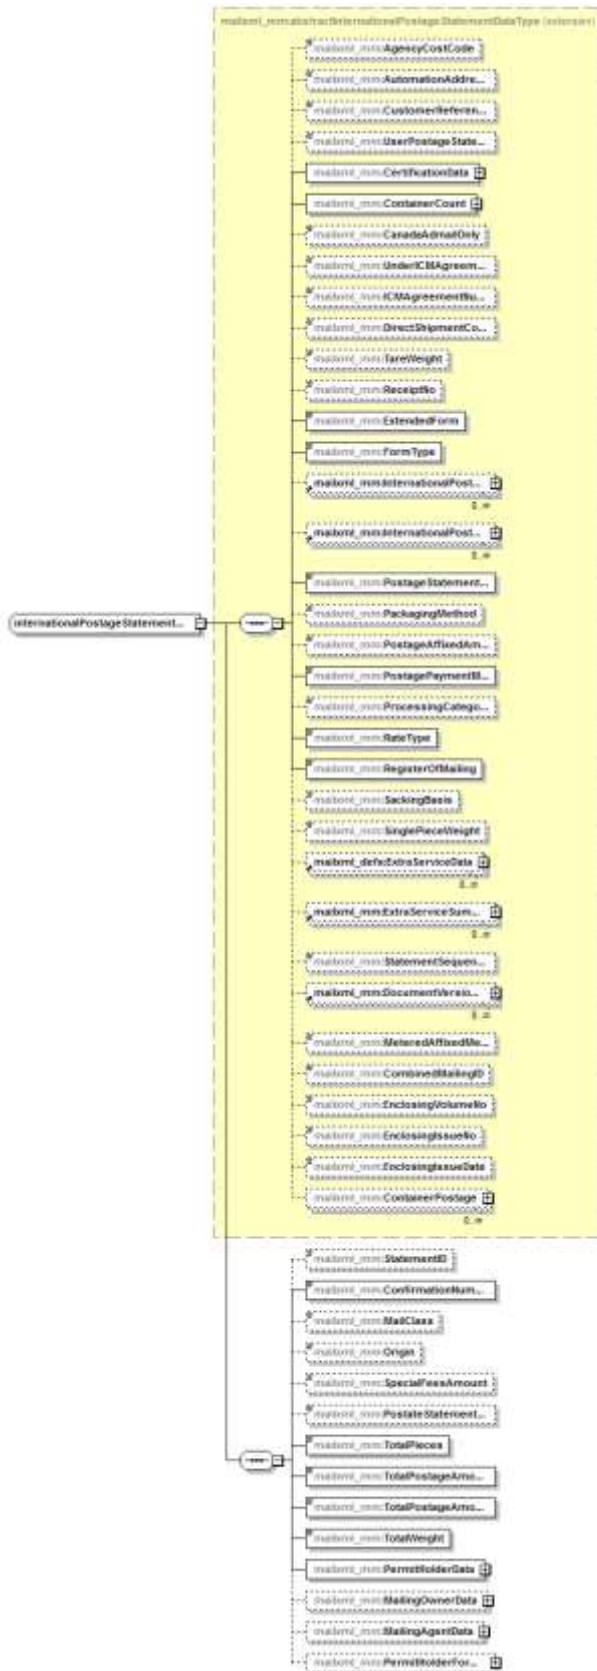 mailxml_mm:abstractInternationalPostageStatementDataType (extension)
mailxml_mm:AgencyCostCode
mailxml_mm:AutomationAddre...
mailxml_mm:CustomerReferen...
mailxml_mm:UserPostageState...
mailxml_mm:CertificationData
mailxml_mm:ContainerCount
mailxml_mm:CanadaAdmailOnly
mailxml_mm:UnderICMAgreem...
mailxml_mm:ICMAgreementNu...
mailxml_mm:DirectShipmentCo...
mailxml_mm:TareWeight
mailxml_mm:ReceiptNo
mailxml_mm:ExtendedForm
mailxml_mm:FormType
mailxml_mm:InternationalPost...
0..∞
mailxml_mm:InternationalPost...
0..∞
mailxml_mm:PostageStatement...
internationalPostageStatement...
mailxml_mm:PackagingMethod
mailxml_mm:PostageAffixedAm...
mailxml_mm:PostagePaymentM...
mailxml_mm:ProcessingCatego...
mailxml_mm:RateType
mailxml_mm:RegisterOfMailing
mailxml_mm:SackingBasis
mailxml_mm:SinglePieceWeight
mailxml_defs:ExtraServiceData
0..∞
mailxml_mm:ExtraServiceSum...
0..∞
mailxml_mm:StatementSequen...
mailxml_mm:DocumentVersio...
0..∞
mailxml_mm:MeteredAffixedMe...
mailxml_mm:CombinedMailingID
mailxml_mm:EnclosingVolumeNo
mailxml_mm:EnclosingIssueNo
mailxml_mm:EnclosingIssueDate
mailxml_mm:ContainerPostage
0..∞
mailxml_mm:StatementID
mailxml_mm:ConfirmationNum...
mailxml_mm:MailClass
mailxml_mm:Origin
mailxml_mm:SpecialFeesAmount
mailxml_mm:PostateStatement...
mailxml_mm:TotalPieces
mailxml_mm:TotalPostageAmo...
mailxml_mm:TotalPostageAmo...
mailxml_mm:TotalWeight
mailxml_mm:PermitHolderData
mailxml_mm:MailingOwnerData
mailxml_mm:MailingAgentData
mailxml_mm:PermitHolderFor...